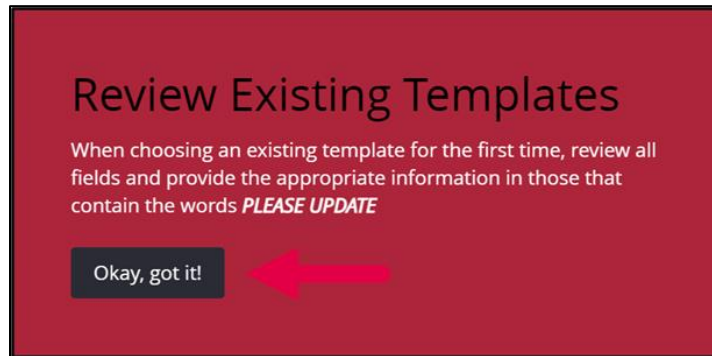 Review Existing Templates
When choosing an existing template for the first time, review all
fields and provide the appropriate information in those that
contain the words PLEASE UPDATE
Okay, got it!